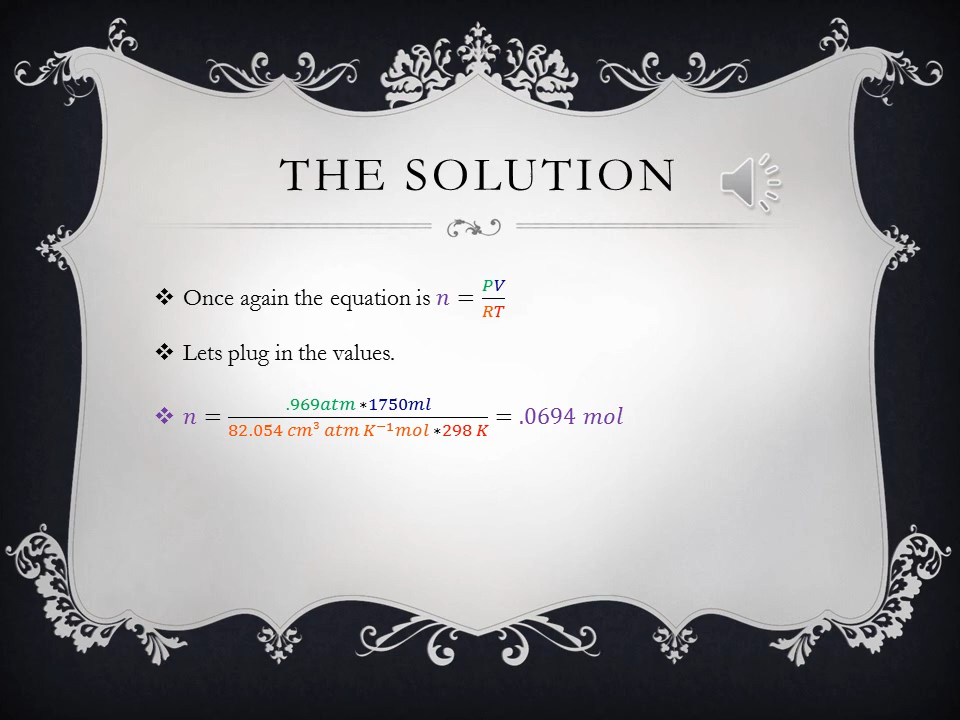 THE SOLUTION
❖ Once again the equation is n = PV/RT
❖ Lets plug in the values.
❖ n = .969atm*1750ml/82.054 cm³ atm K⁻¹mol*298 K = .0694 mol